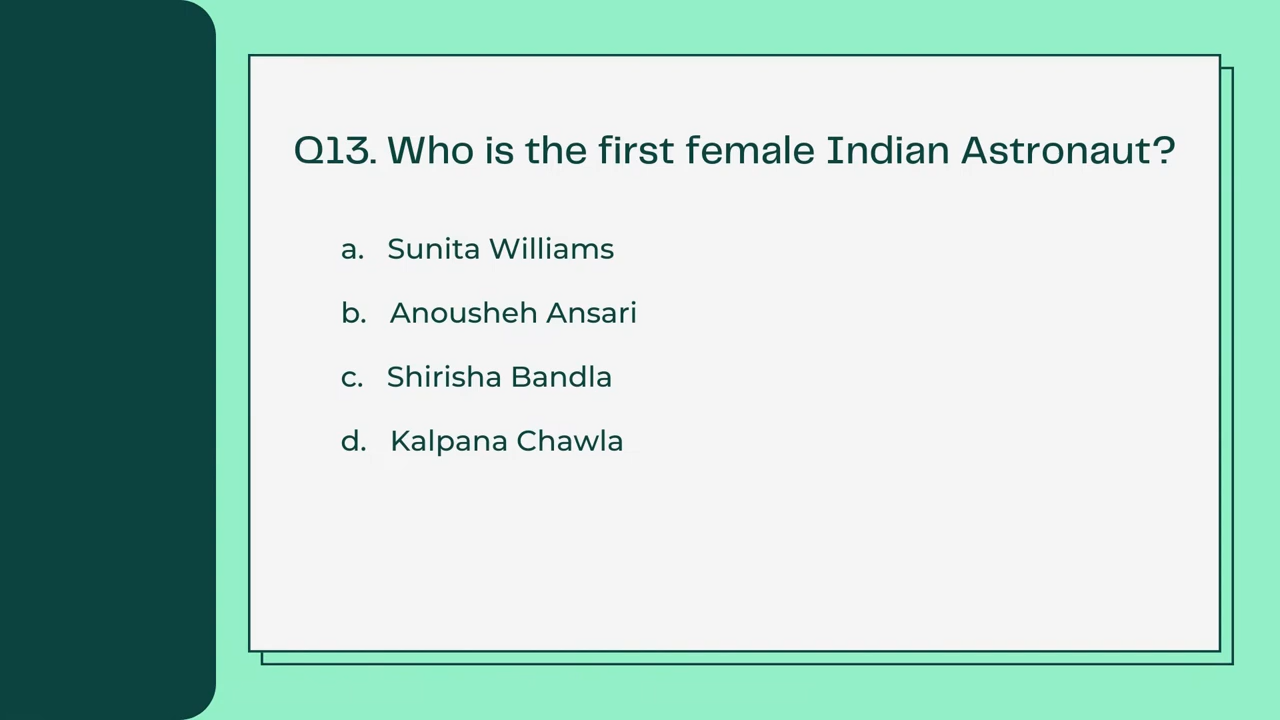 Q13. Who is the first female Indian Astronaut?
a. Sunita Williams
b. Anousheh Ansari
c. Shirisha Bandla
d. Kalpana Chawla